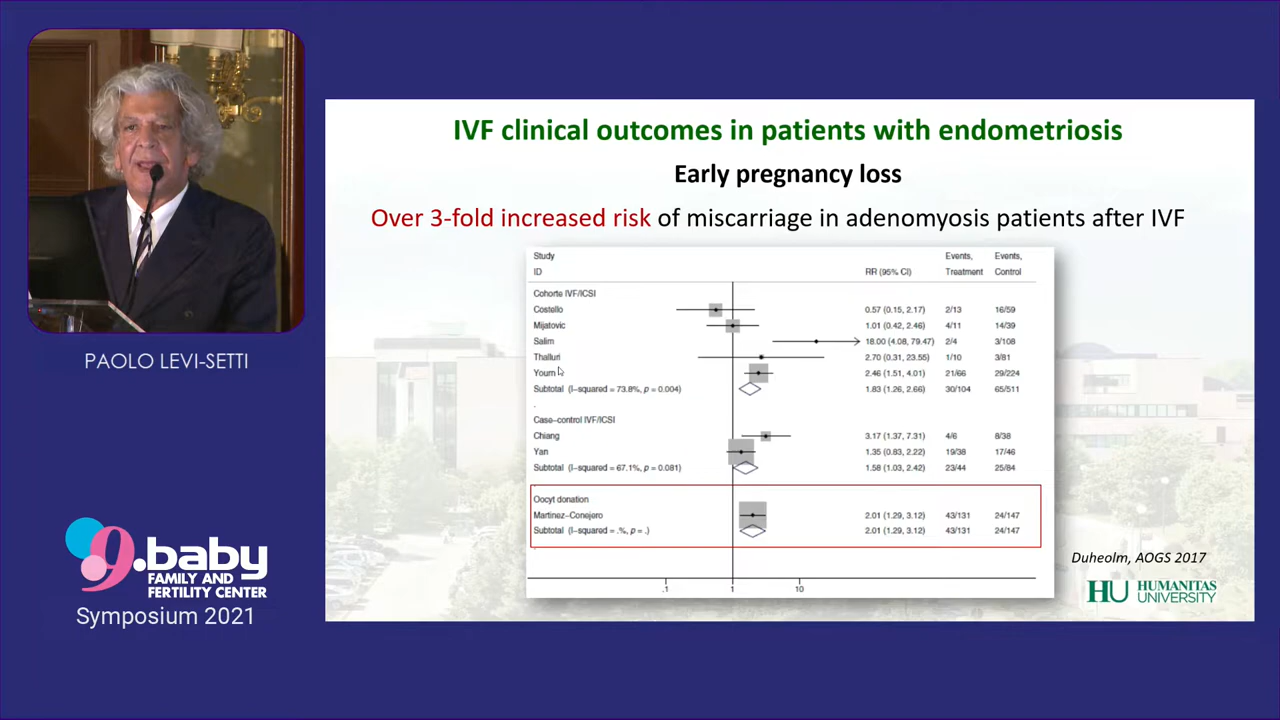 IVF clinical outcomes in patients with endometriosis
Early pregnancy loss
Over 3-fold increased risk of miscarriage in adenomyosis patients after IVF
Study Events, Events,
ID RR (95% CI) Treatment Control
Cohorte IVF/ICSI
Costello 0.57 (0.15, 2.17) 2/13 16/59
Mijatovic 1.01 (0.42, 2.46) 4/11 14/39
Salim 18.00 (4.08, 79.47) 2/4 3/108
Thalluri 2.70 (0.31, 23.55) 1/10 3/81
Youm 2.46 (1.51, 4.01) 21/66 29/224
Subtotal (I-squared = 73.8%, p = 0.004) 1.83 (1.26, 2.66) 30/104 65/511
.
Case-control IVF/ICSI
Chiang 3.17 (1.37, 7.31) 4/6 8/38
Yan 1.35 (0.83, 2.22) 19/38 17/46
Subtotal (I-squared = 67.1%, p = 0.081) 1.58 (1.03, 2.42) 23/44 25/84
Oocyt donation
Martinez-Conejero 2.01 (1.29, 3.12) 43/131 24/147
Subtotal (I-squared = .%, p = .) 2.01 (1.29, 3.12) 43/131 24/147
.1 1 10
Duheolm, AOGS 2017
HU HUMANITAS
UNIVERSITY
PAOLO LEVI-SETTI
9.baby
FAMILY AND
FERTILITY CENTER
Symposium 2021